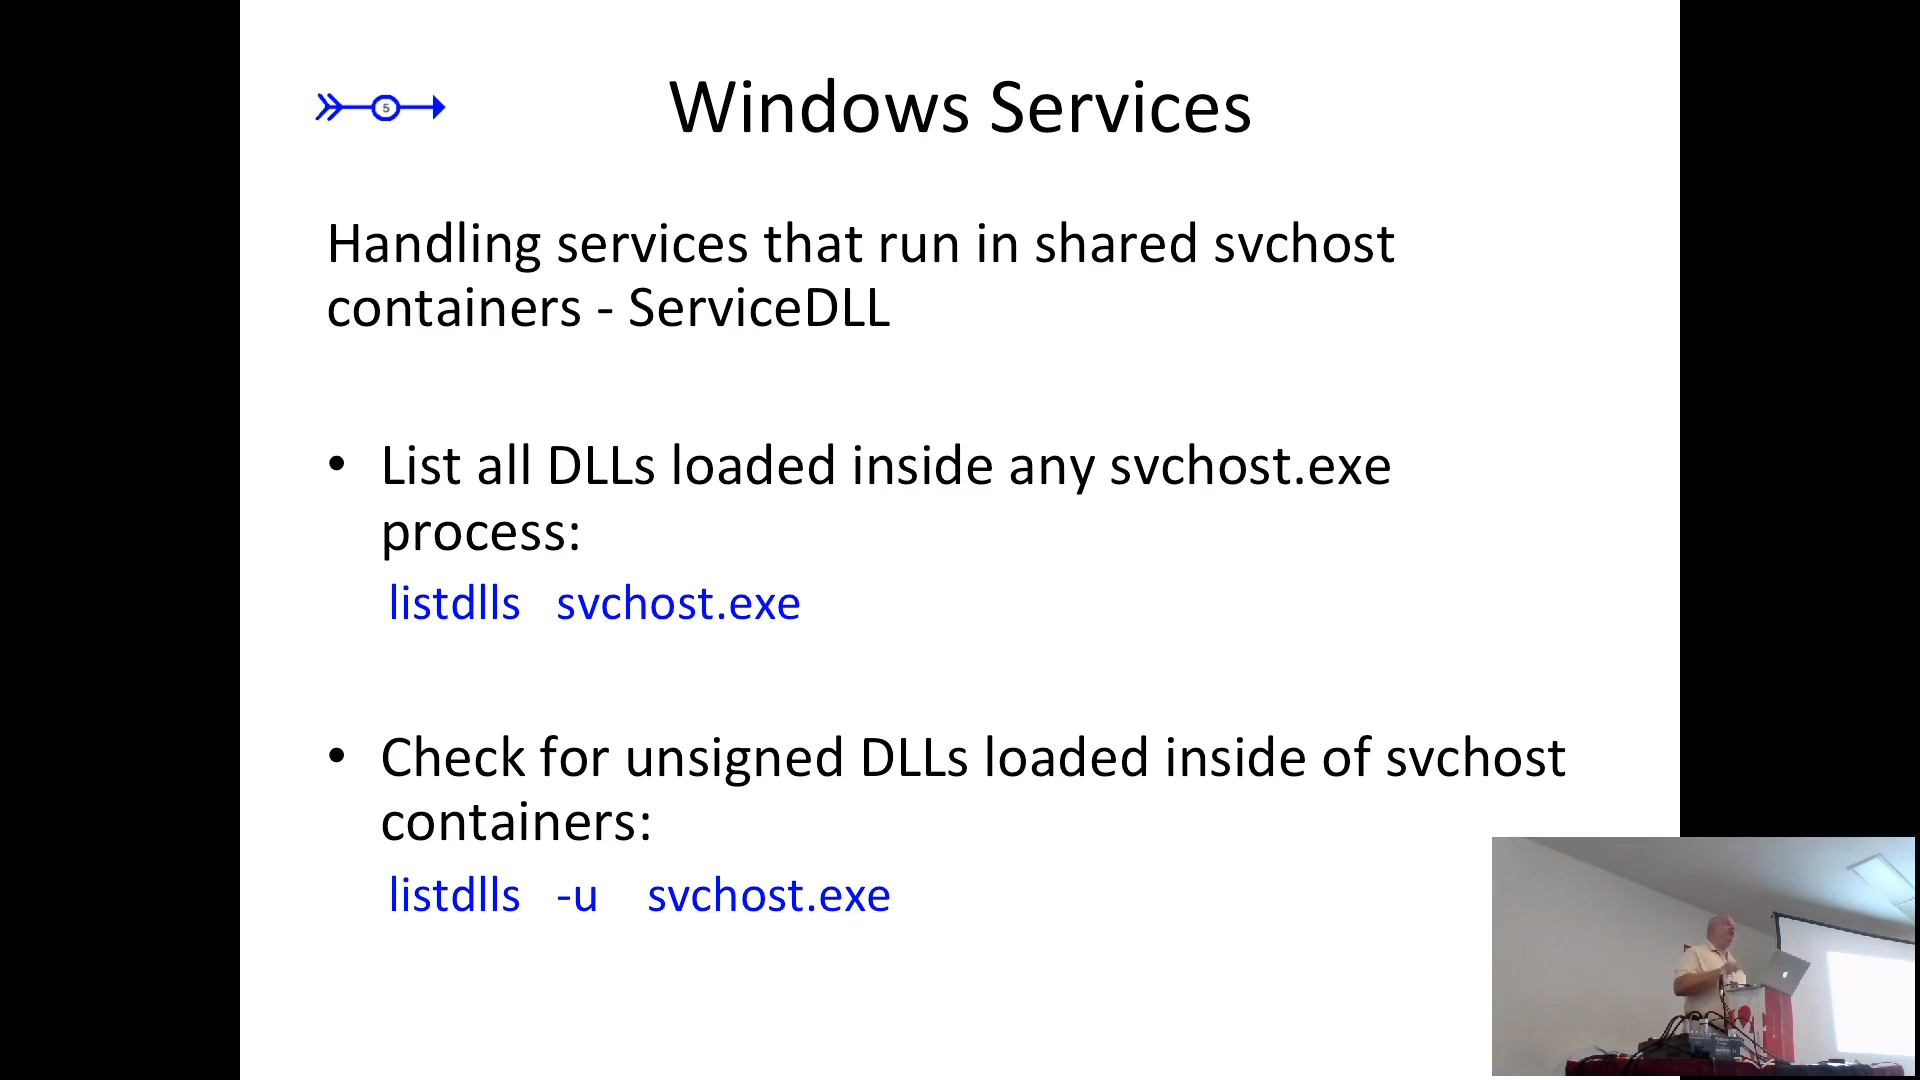 5
Windows Services
Handling services that run in shared svchost
containers - ServiceDLL
• List all DLLs loaded inside any svchost.exe
process:
listdlls svchost.exe
• Check for unsigned DLLs loaded inside of svchost
containers:
listdlls -u svchost.exe